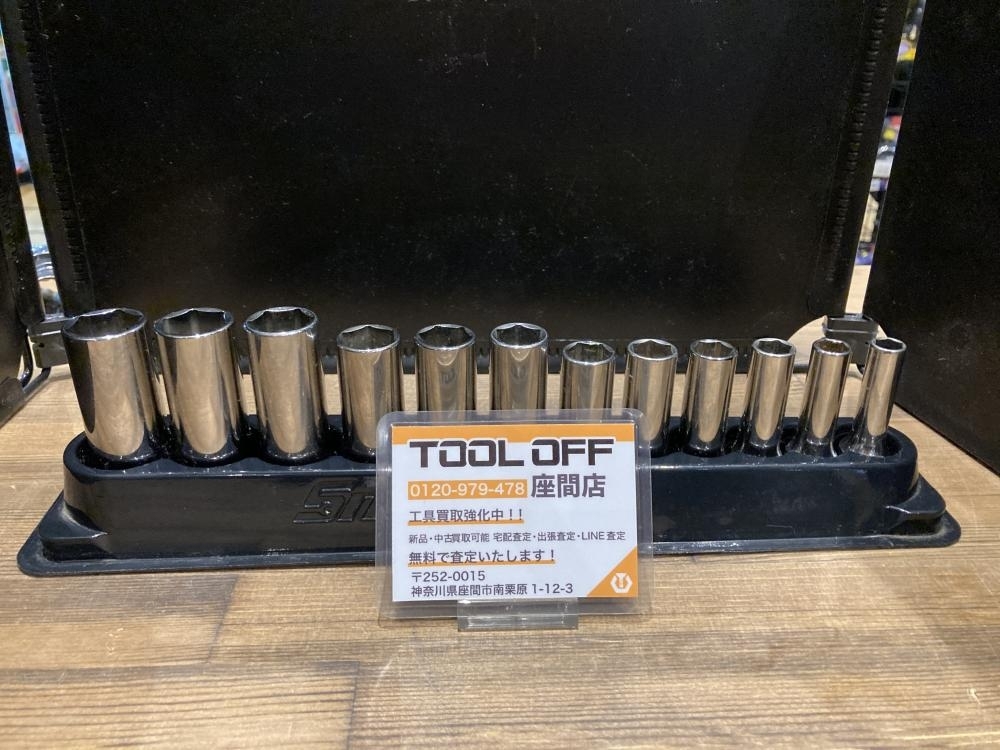 Sn
TOOL OFF
0120-979-478 座間店
工具買取強化中！！
新品・中古買取可能 宅配査定・出張査定・LINE査定
無料で査定いたします！
〒252-0015
神奈川県座間市南栗原 1-12-3